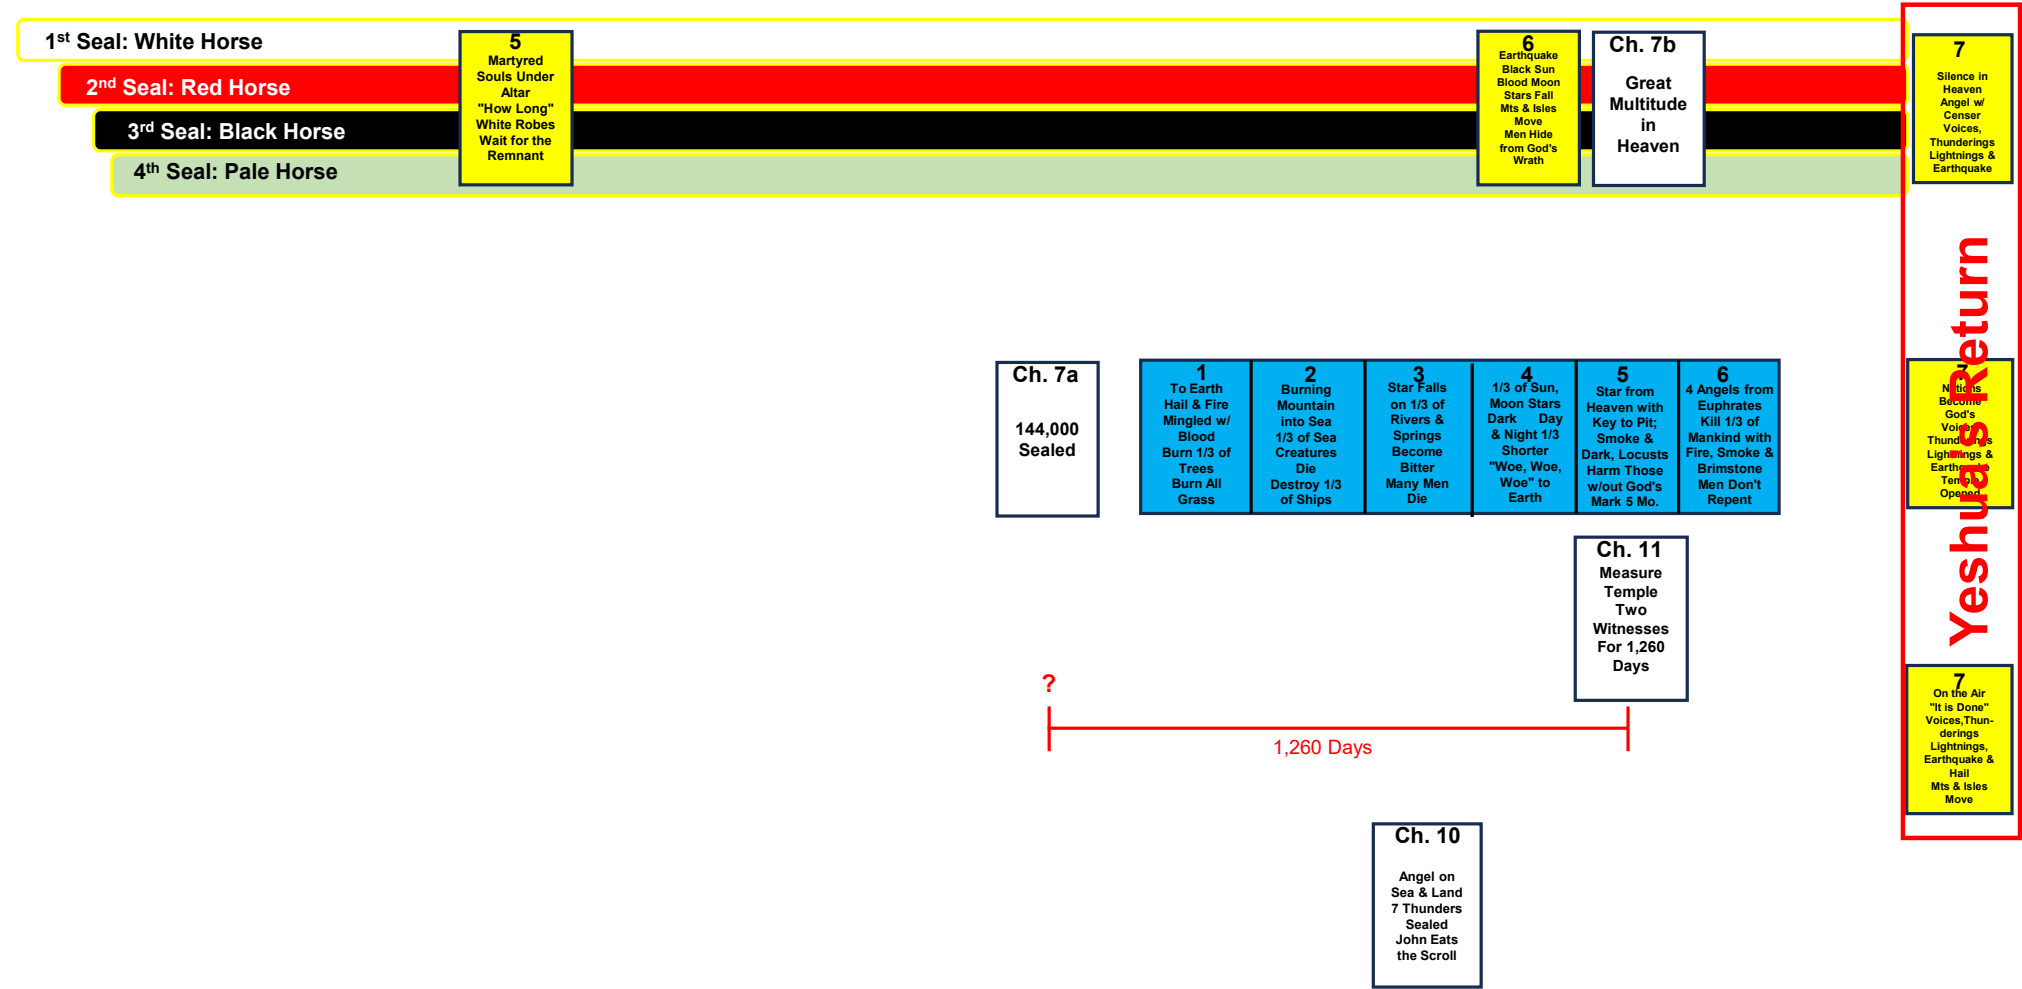 1st Seal: White Horse
2nd Seal: Red Horse
3rd Seal: Black Horse
4th Seal: Pale Horse
5
Martyred
Souls Under
Altar
"How Long"
White Robes
Wait for the
Remnant
6
Earthquake
Black Sun
Blood Moon
Stars Fall
Mts & Isles
Move
Men Hide
from God's
Wrath
Ch. 7b
Great
Multitude
in
Heaven
7
Silence in
Heaven
Angel w/
Censer
Voices,
Thunderings
Lightnings &
Earthquake
Yeshua's Return
Ch. 7a
144,000
Sealed
1
To Earth
Hail & Fire
Mingled w/
Blood
Burn 1/3 of
Trees
Burn All
Grass
2
Burning
Mountain
into Sea
1/3 of Sea
Creatures
Die
Destroy 1/3
of Ships
3
Star Falls
on 1/3 of
Rivers &
Springs
Become
Bitter
Many Men
Die
4
1/3 of Sun,
Moon Stars
Dark Day
& Night 1/3
Shorter
"Woe, Woe,
Woe" to
Earth
5
Star from
Heaven with
Key to Pit;
Smoke &
Dark, Locusts
Harm Those
w/out God's
Mark 5 Mo.
6
4 Angels from
Euphrates
Kill 1/3 of
Mankind with
Fire, Smoke &
Brimstone
Men Don't
Repent
7
Nations
Become
God's
Voices,
Thunderings
Lightnings &
Earthquake
Temple
Opened
Ch. 11
Measure
Temple
Two
Witnesses
For 1,260
Days
?
1,260 Days
7
On the Air
"It is Done"
Voices,Thun-
derings
Lightnings,
Earthquake &
Hail
Mts & Isles
Move
Ch. 10
Angel on
Sea & Land
7 Thunders
Sealed
John Eats
the Scroll